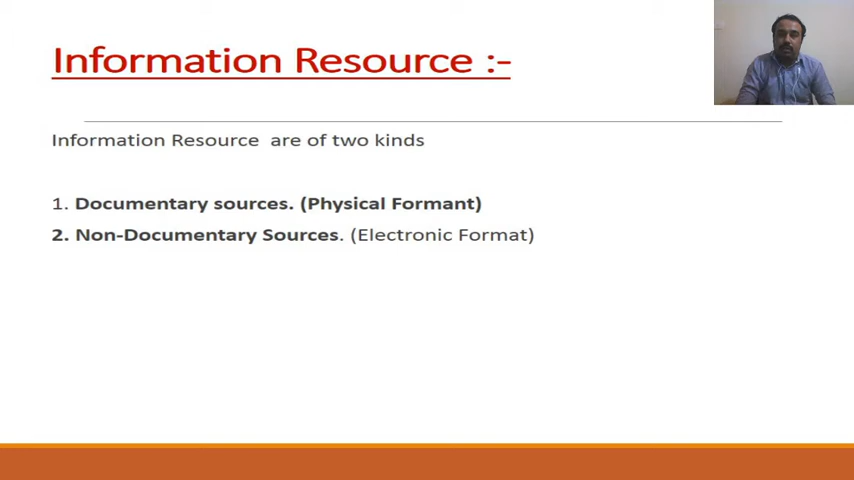 Information Resource :-
Information Resource  are of two kinds
1. Documentary sources. (Physical Formant)
2. Non-Documentary Sources. (Electronic Format)